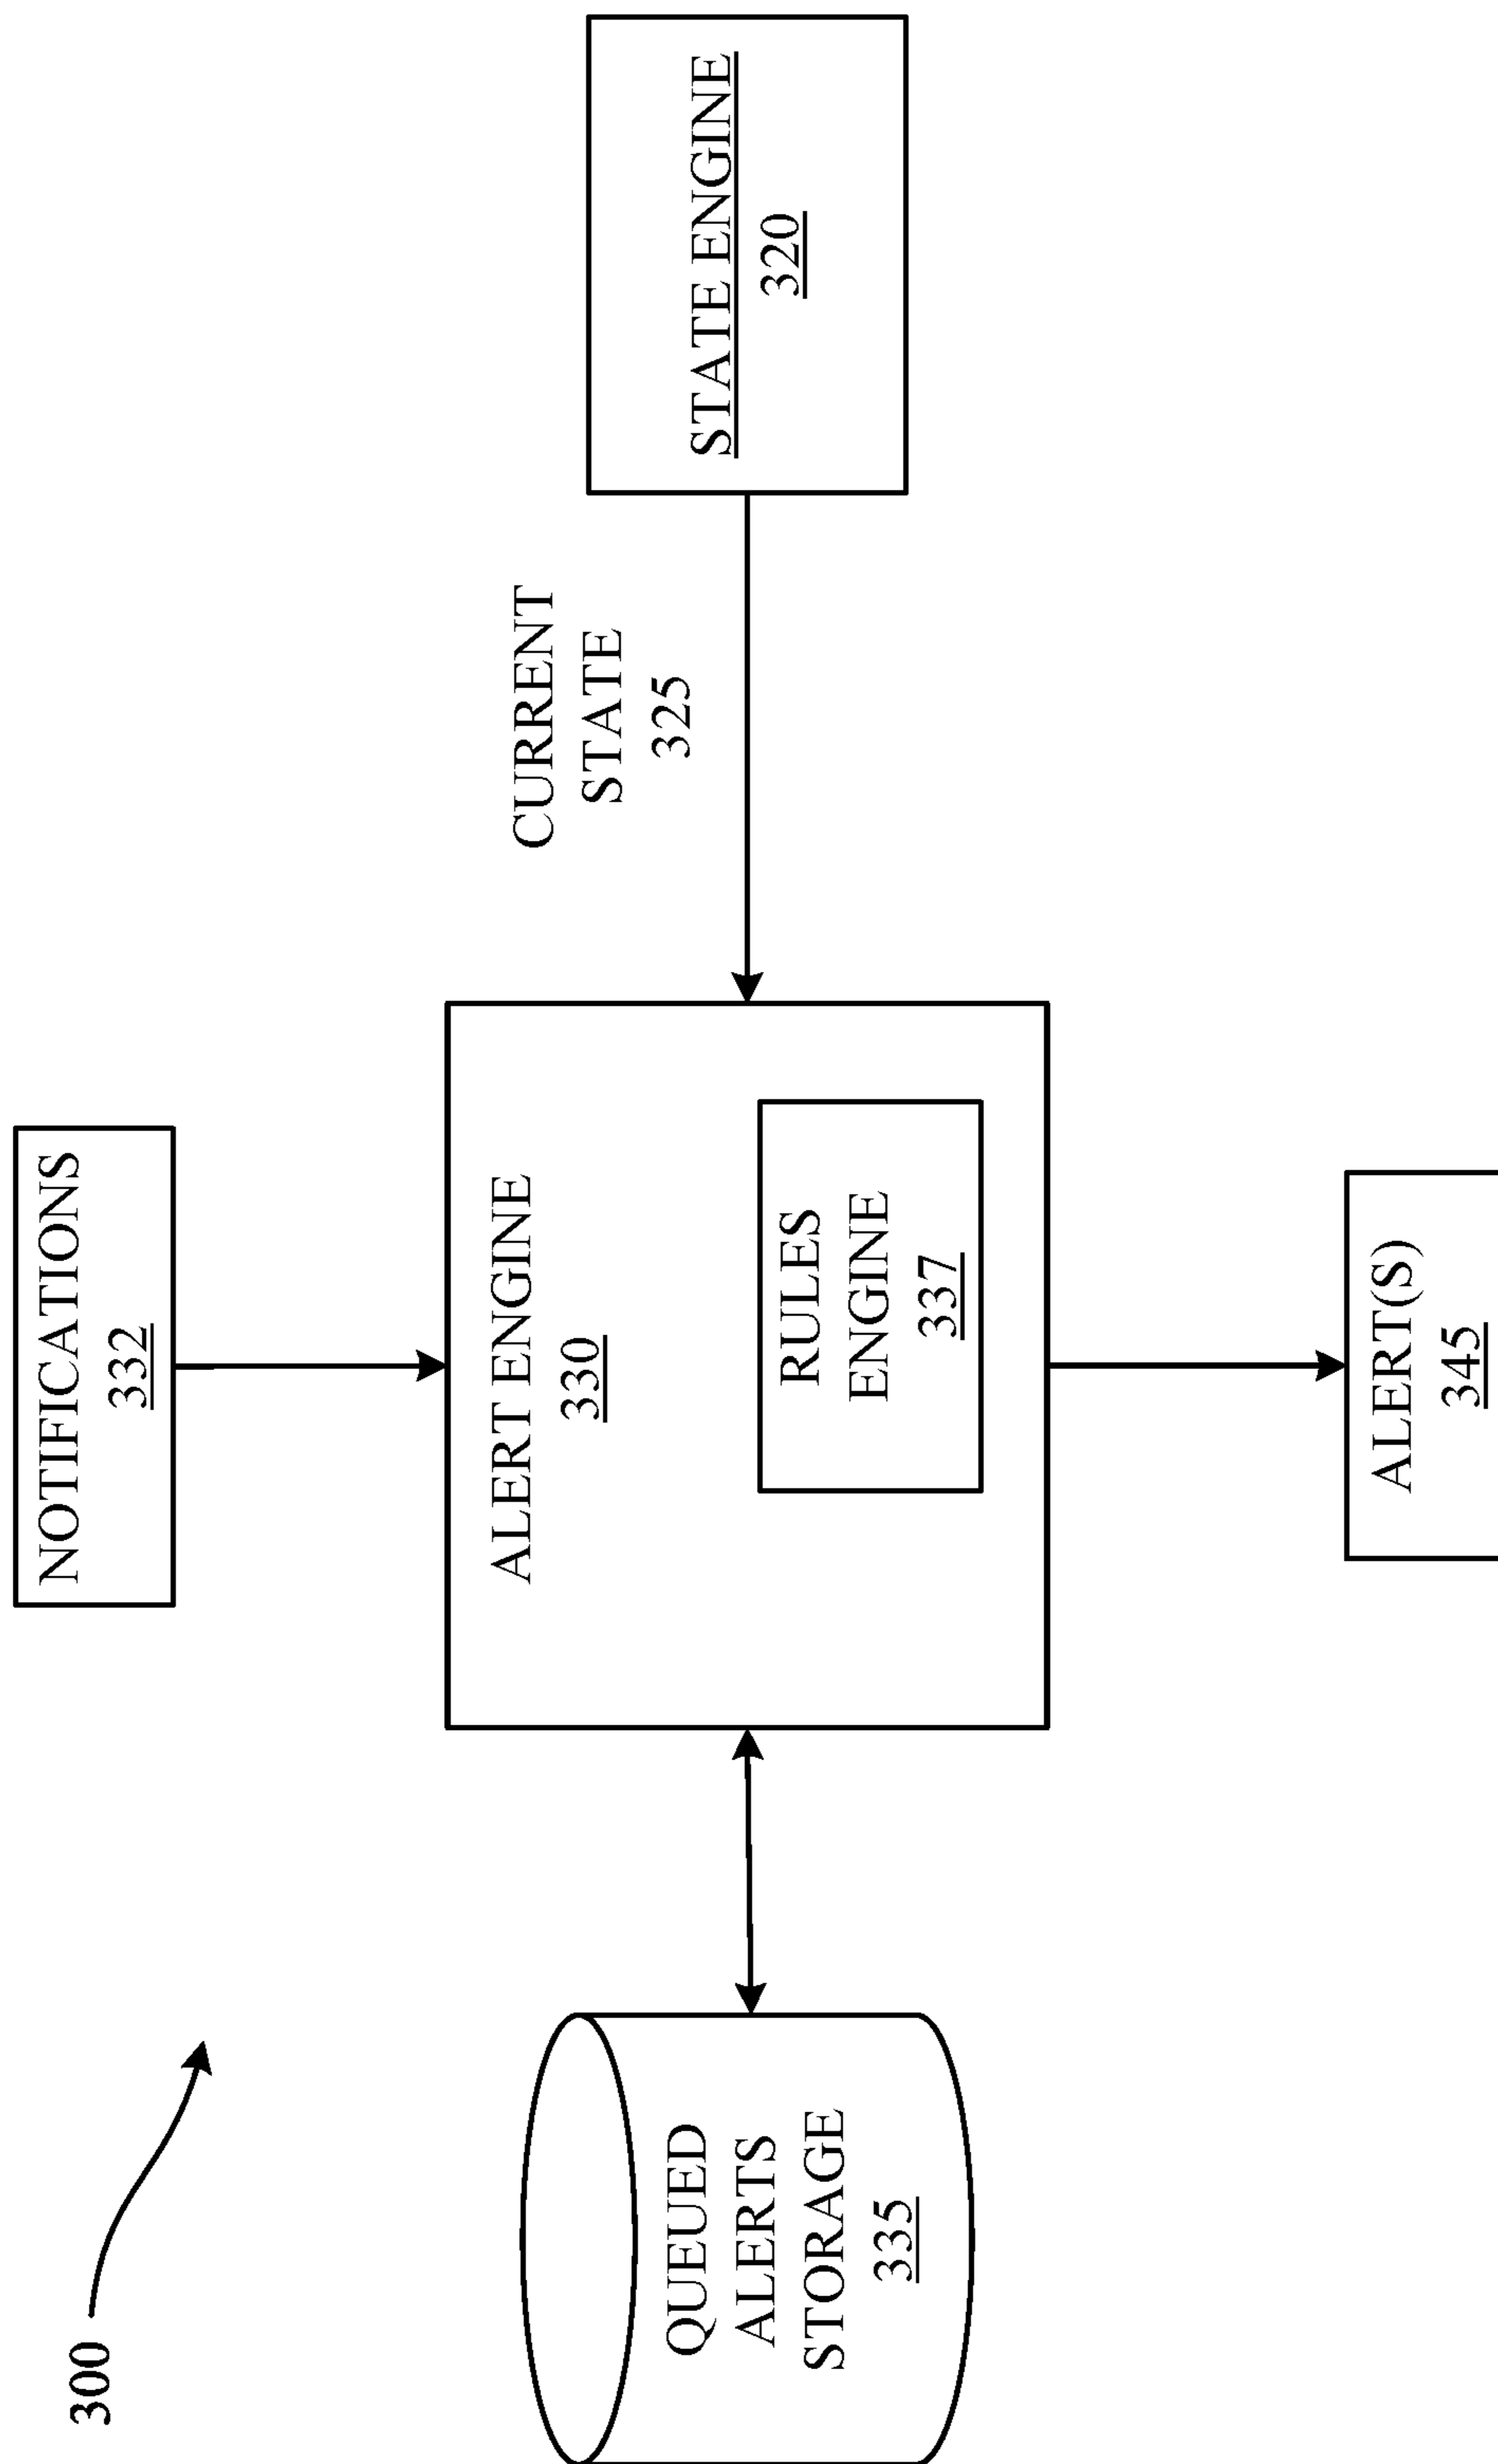 300
NOTIFICATIONS
332
QUEUED
ALERTS
STORAGE
335
ALERT ENGINE
330
RULES
ENGINE
337
CURRENT
STATE
325
STATE ENGINE
320
ALERT(S)
345